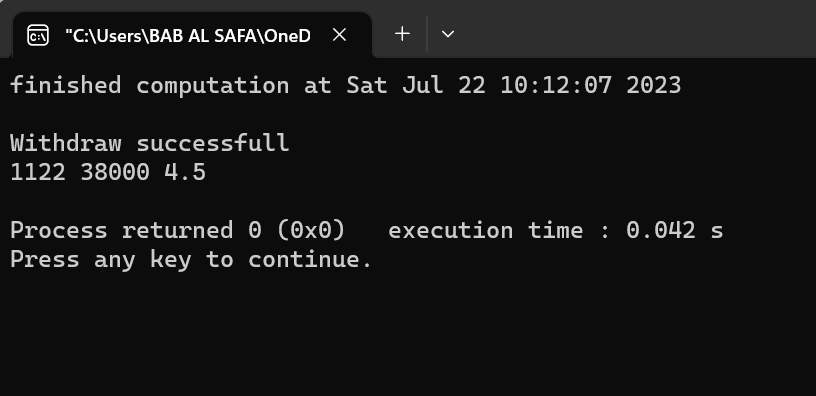 "C:\Users\BAB AL SAFA\OneD
finished computation at Sat Jul 22 10:12:07 2023
Withdraw successfull
1122 38000 4.5
Process returned 0 (0x0)   execution time : 0.042 s
Press any key to continue.